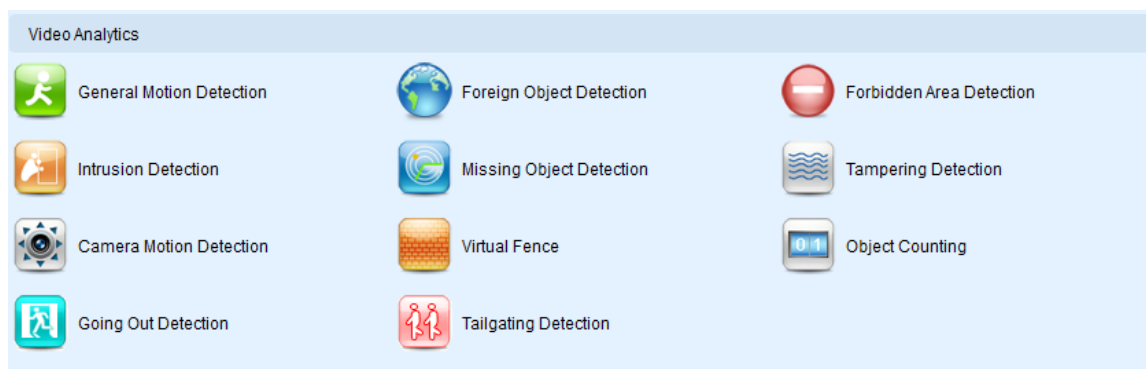 Video Analytics
General Motion Detection
Foreign Object Detection
Forbidden Area Detection
Intrusion Detection
Missing Object Detection
Tampering Detection
Camera Motion Detection
Virtual Fence
01
Object Counting
Going Out Detection
Tailgating Detection